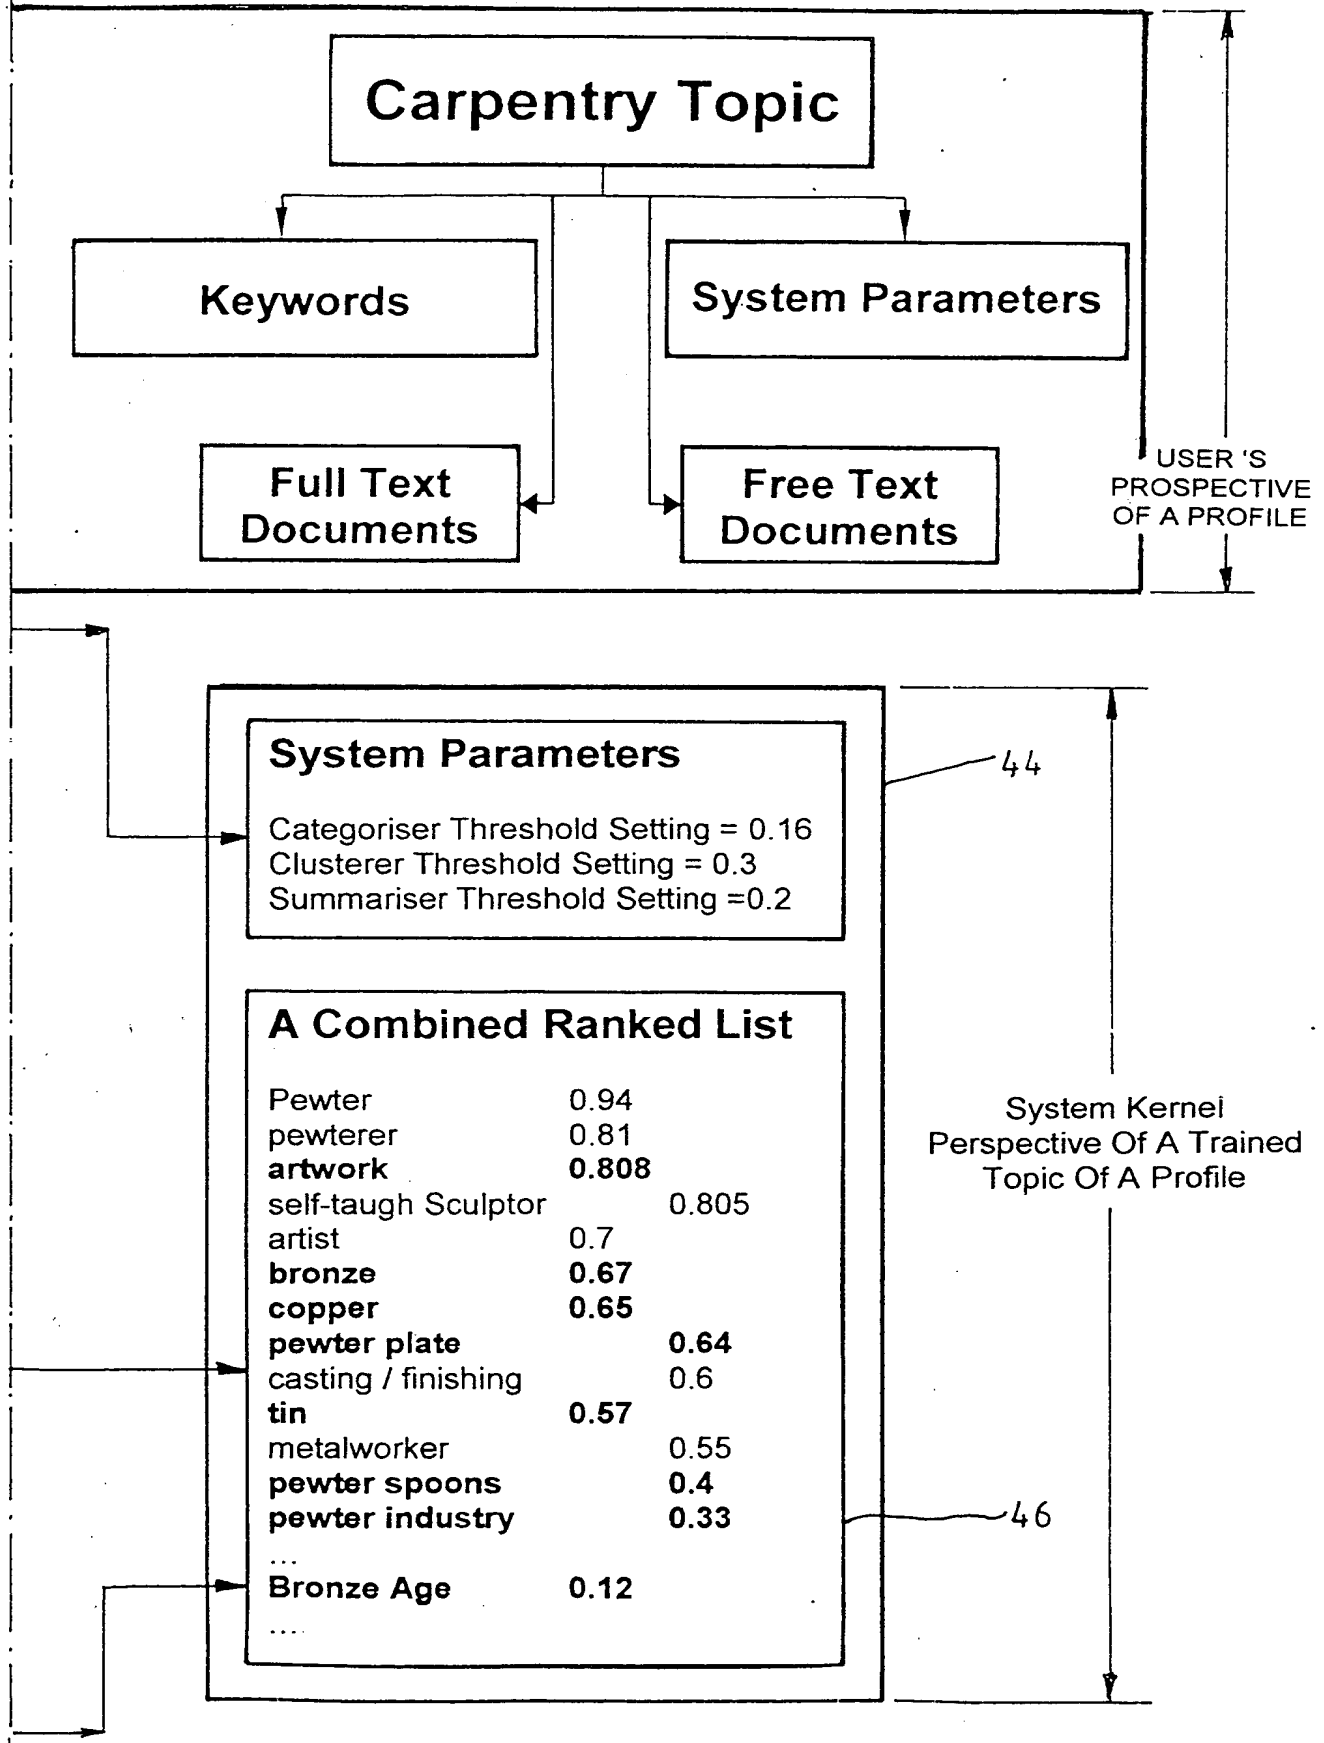 Carpentry Topic
Keywords
System Parameters
Full Text
Documents
Free Text
Documents
USER 'S
PROSPECTIVE
OF A PROFILE
System Parameters
44
Categoriser Threshold Setting = 0.16
Clusterer Threshold Setting = 0.3
Summariser Threshold Setting =0.2
A Combined Ranked List
Pewter 0.94
pewterer 0.81
artwork 0.808
self-taugh Sculptor 0.805
artist 0.7
bronze 0.67
copper 0.65
pewter plate 0.64
casting / finishing 0.6
tin 0.57
metalworker 0.55
pewter spoons 0.4
pewter industry 0.33
...
Bronze Age 0.12
....
46
System Kernel
Perspective Of A Trained
Topic Of A Profile